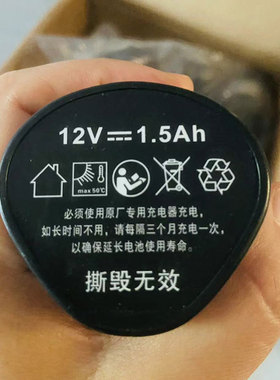 12V⎓1.5Ah
max 50℃
必须使用原厂专用充电器充电,
如长时间不用，请每隔三个月充电一次,
以确保延长电池使用寿命。
撕毁无效